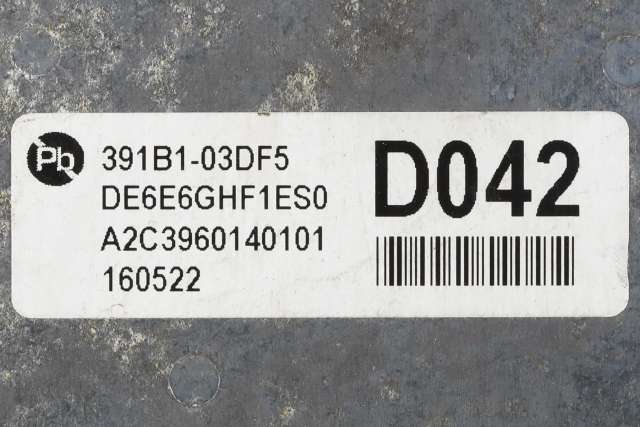 Pb
391B1-03DF5
DE6E6GHF1ES0
A2C3960140101
160522
D042